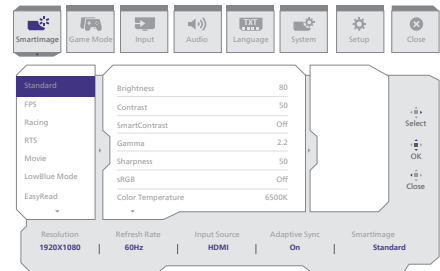 SmartImage Game Mode Input Audio Language System Setup Close
TXT
Standard
FPS
Racing
RTS
Movie
LowBlue Mode
EasyRead
Brightness 80
Contrast 50
SmartContrast Off
Gamma 2.2
Sharpness 50
sRGB Off
Color Temperature 6500K
Select
OK
Close
Resolution Refresh Rate Input Source Adaptive Sync SmartImage
1920X1080 | 60Hz | HDMI | On | Standard